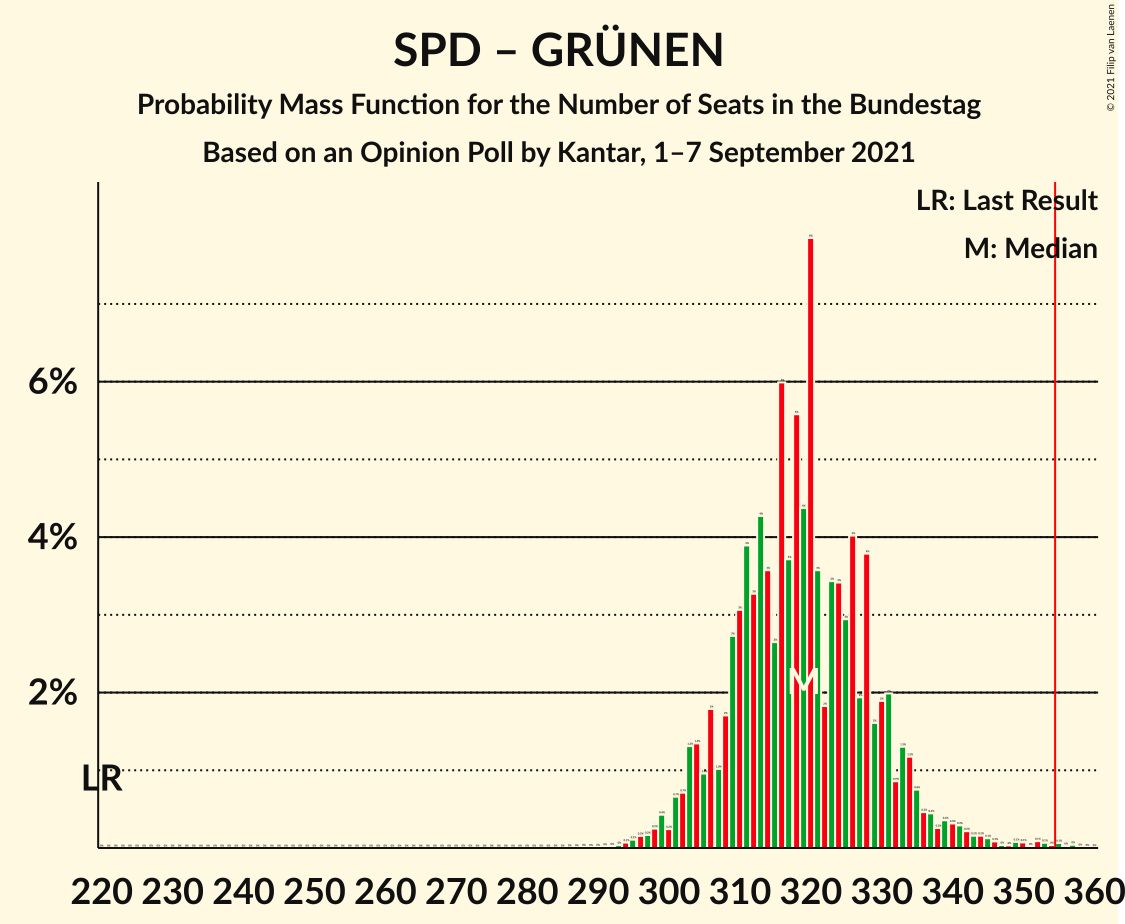 SPD – GRÜNEN
Probability Mass Function for the Number of Seats in the Bundestag
Based on an Opinion Poll by Kantar, 1–7 September 2021
© 2021 Filip van Laenen
LR: Last Result
M: Median
6%
4%
2%
LR
M
220 230 240 250 260 270 280 290 300 310 320 330 340 350 360